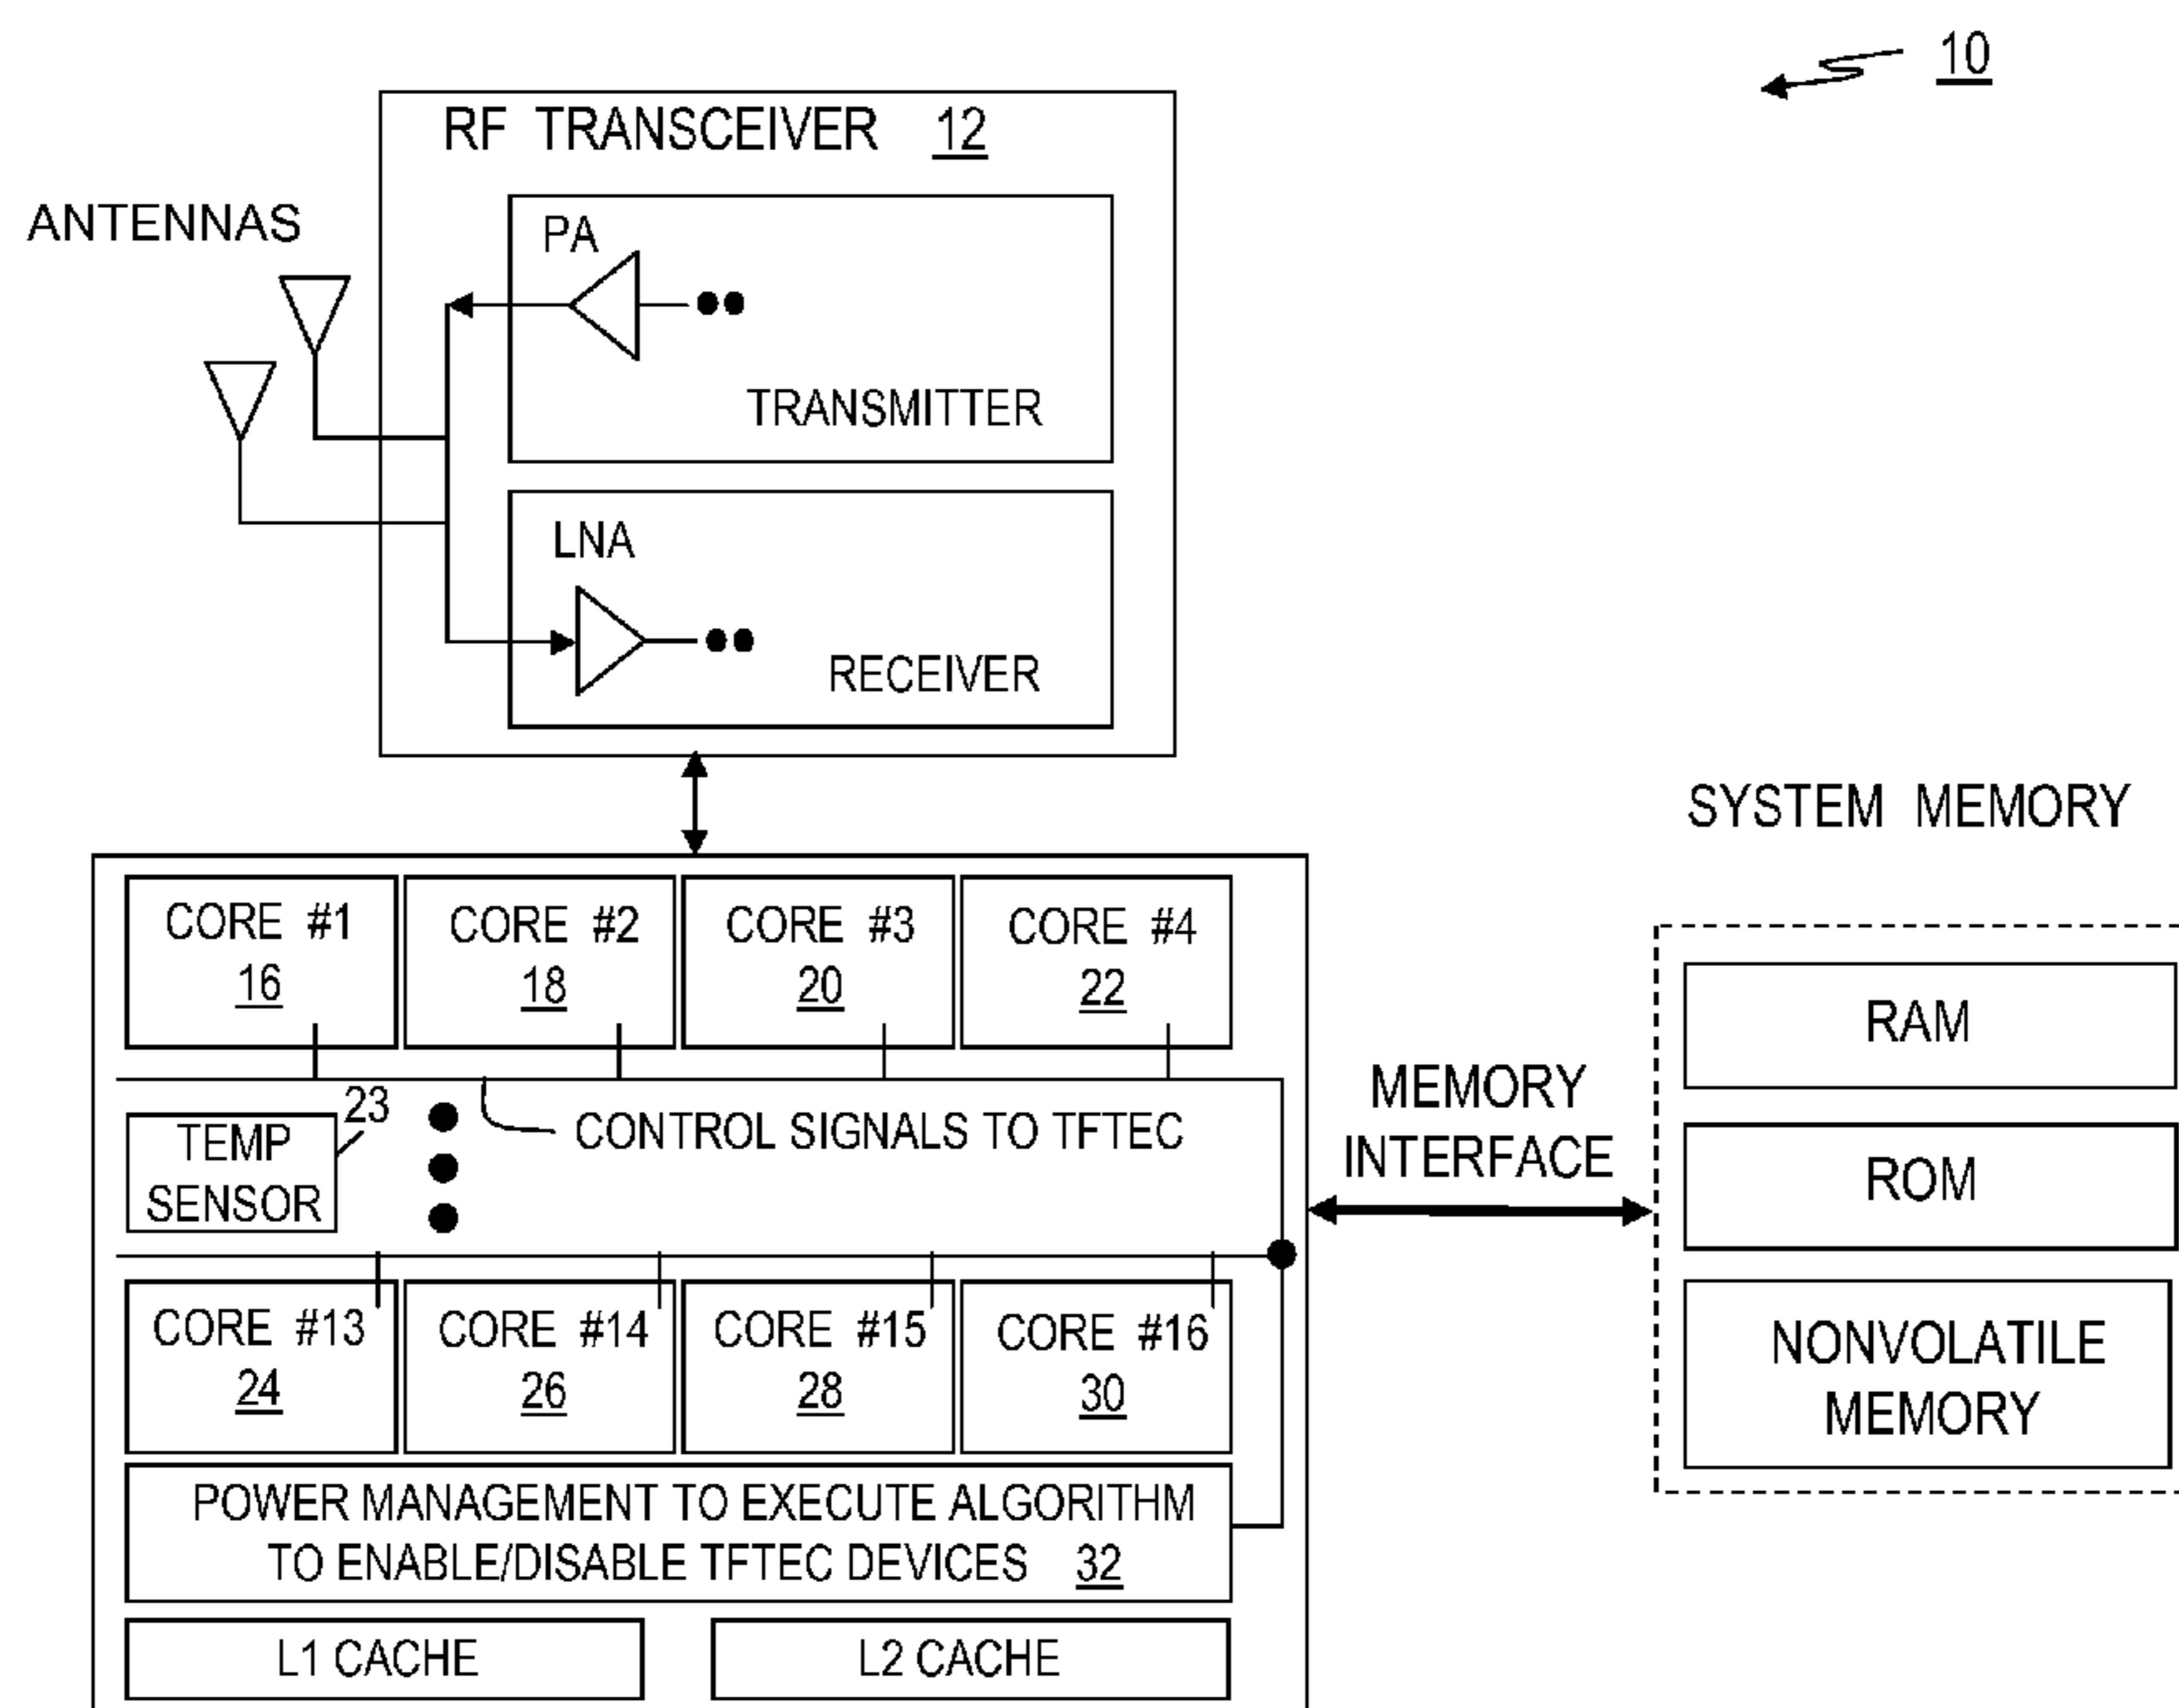 10
RF TRANSCEIVER 12
ANTENNAS
PA
TRANSMITTER
LNA
RECEIVER
SYSTEM MEMORY
CORE #1
16
CORE #2
18
CORE #3
20
CORE #4
22
RAM
MEMORY
INTERFACE
23
TEMP
SENSOR
CONTROL SIGNALS TO TFTEC
ROM
CORE #13
24
CORE #14
26
CORE #15
28
CORE #16
30
NONVOLATILE
MEMORY
POWER MANAGEMENT TO EXECUTE ALGORITHM
TO ENABLE/DISABLE TFTEC DEVICES 32
L1 CACHE
L2 CACHE